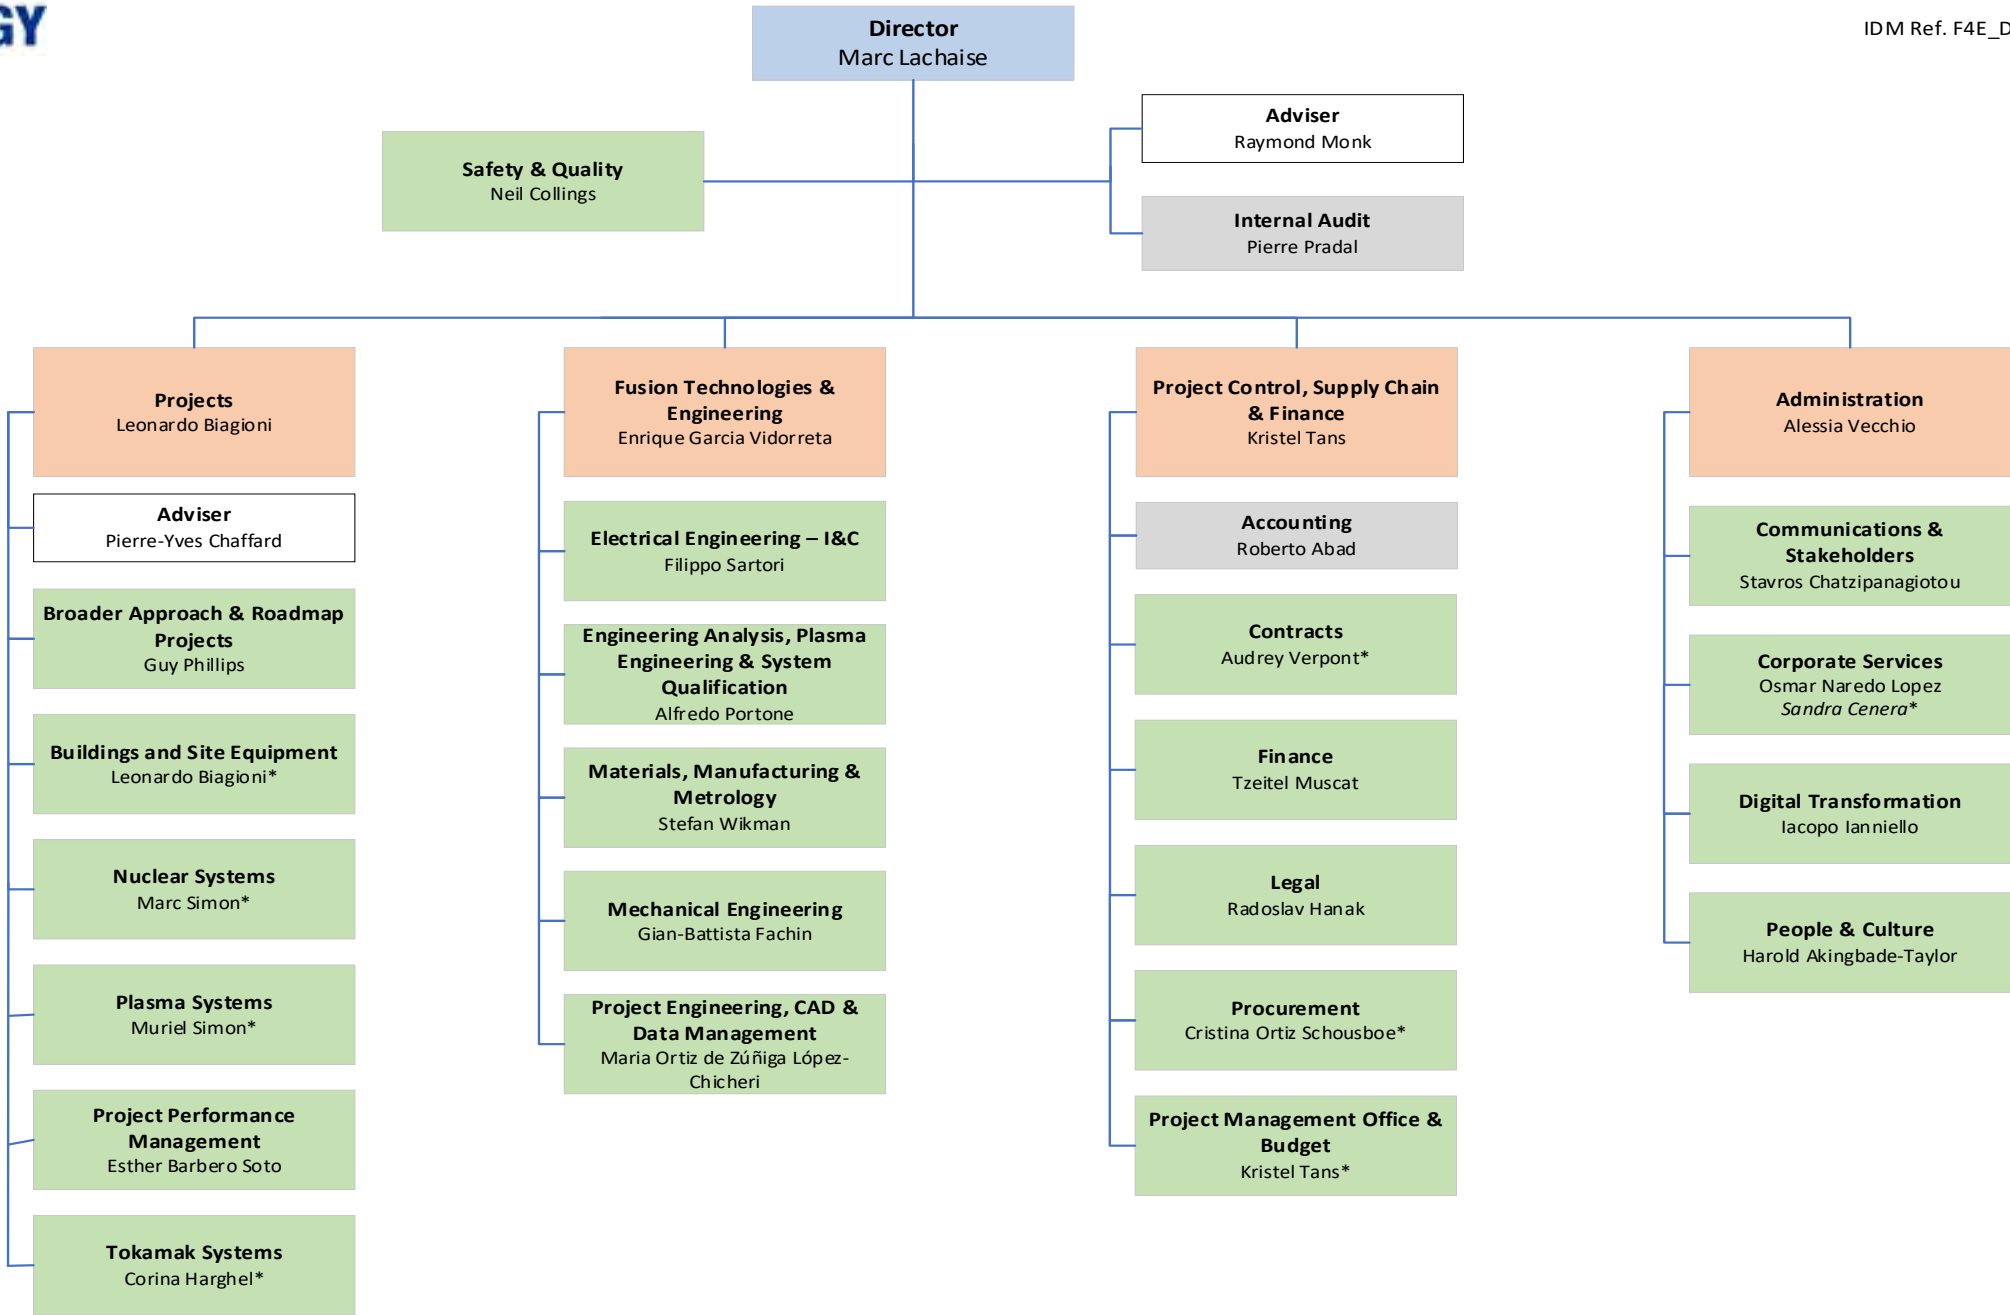 GY
IDM Ref. F4E_D
Director
Marc Lachaise
Adviser
Raymond Monk
Safety & Quality
Neil Collings
Internal Audit
Pierre Pradal
Projects
Leonardo Biagioni
Adviser
Pierre-Yves Chaffard
Broader Approach & Roadmap
Projects
Guy Phillips
Buildings and Site Equipment
Leonardo Biagioni*
Nuclear Systems
Marc Simon*
Plasma Systems
Muriel Simon*
Project Performance
Management
Esther Barbero Soto
Tokamak Systems
Corina Harghel*
Fusion Technologies &
Engineering
Enrique Garcia Vidorreta
Electrical Engineering – I&C
Filippo Sartori
Engineering Analysis, Plasma
Engineering & System
Qualification
Alfredo Portone
Materials, Manufacturing &
Metrology
Stefan Wikman
Mechanical Engineering
Gian-Battista Fachin
Project Engineering, CAD &
Data Management
Maria Ortiz de Zúñiga López-
Chicheri
Project Control, Supply Chain
& Finance
Kristel Tans
Accounting
Roberto Abad
Contracts
Audrey Verpont*
Finance
Tzeitel Muscat
Legal
Radoslav Hanak
Procurement
Cristina Ortiz Schousboe*
Project Management Office &
Budget
Kristel Tans*
Administration
Alessia Vecchio
Communications &
Stakeholders
Stavros Chatzipanagiotou
Corporate Services
Osmar Naredo Lopez
Sandra Cenera*
Digital Transformation
Iacopo Ianniello
People & Culture
Harold Akingbade-Taylor